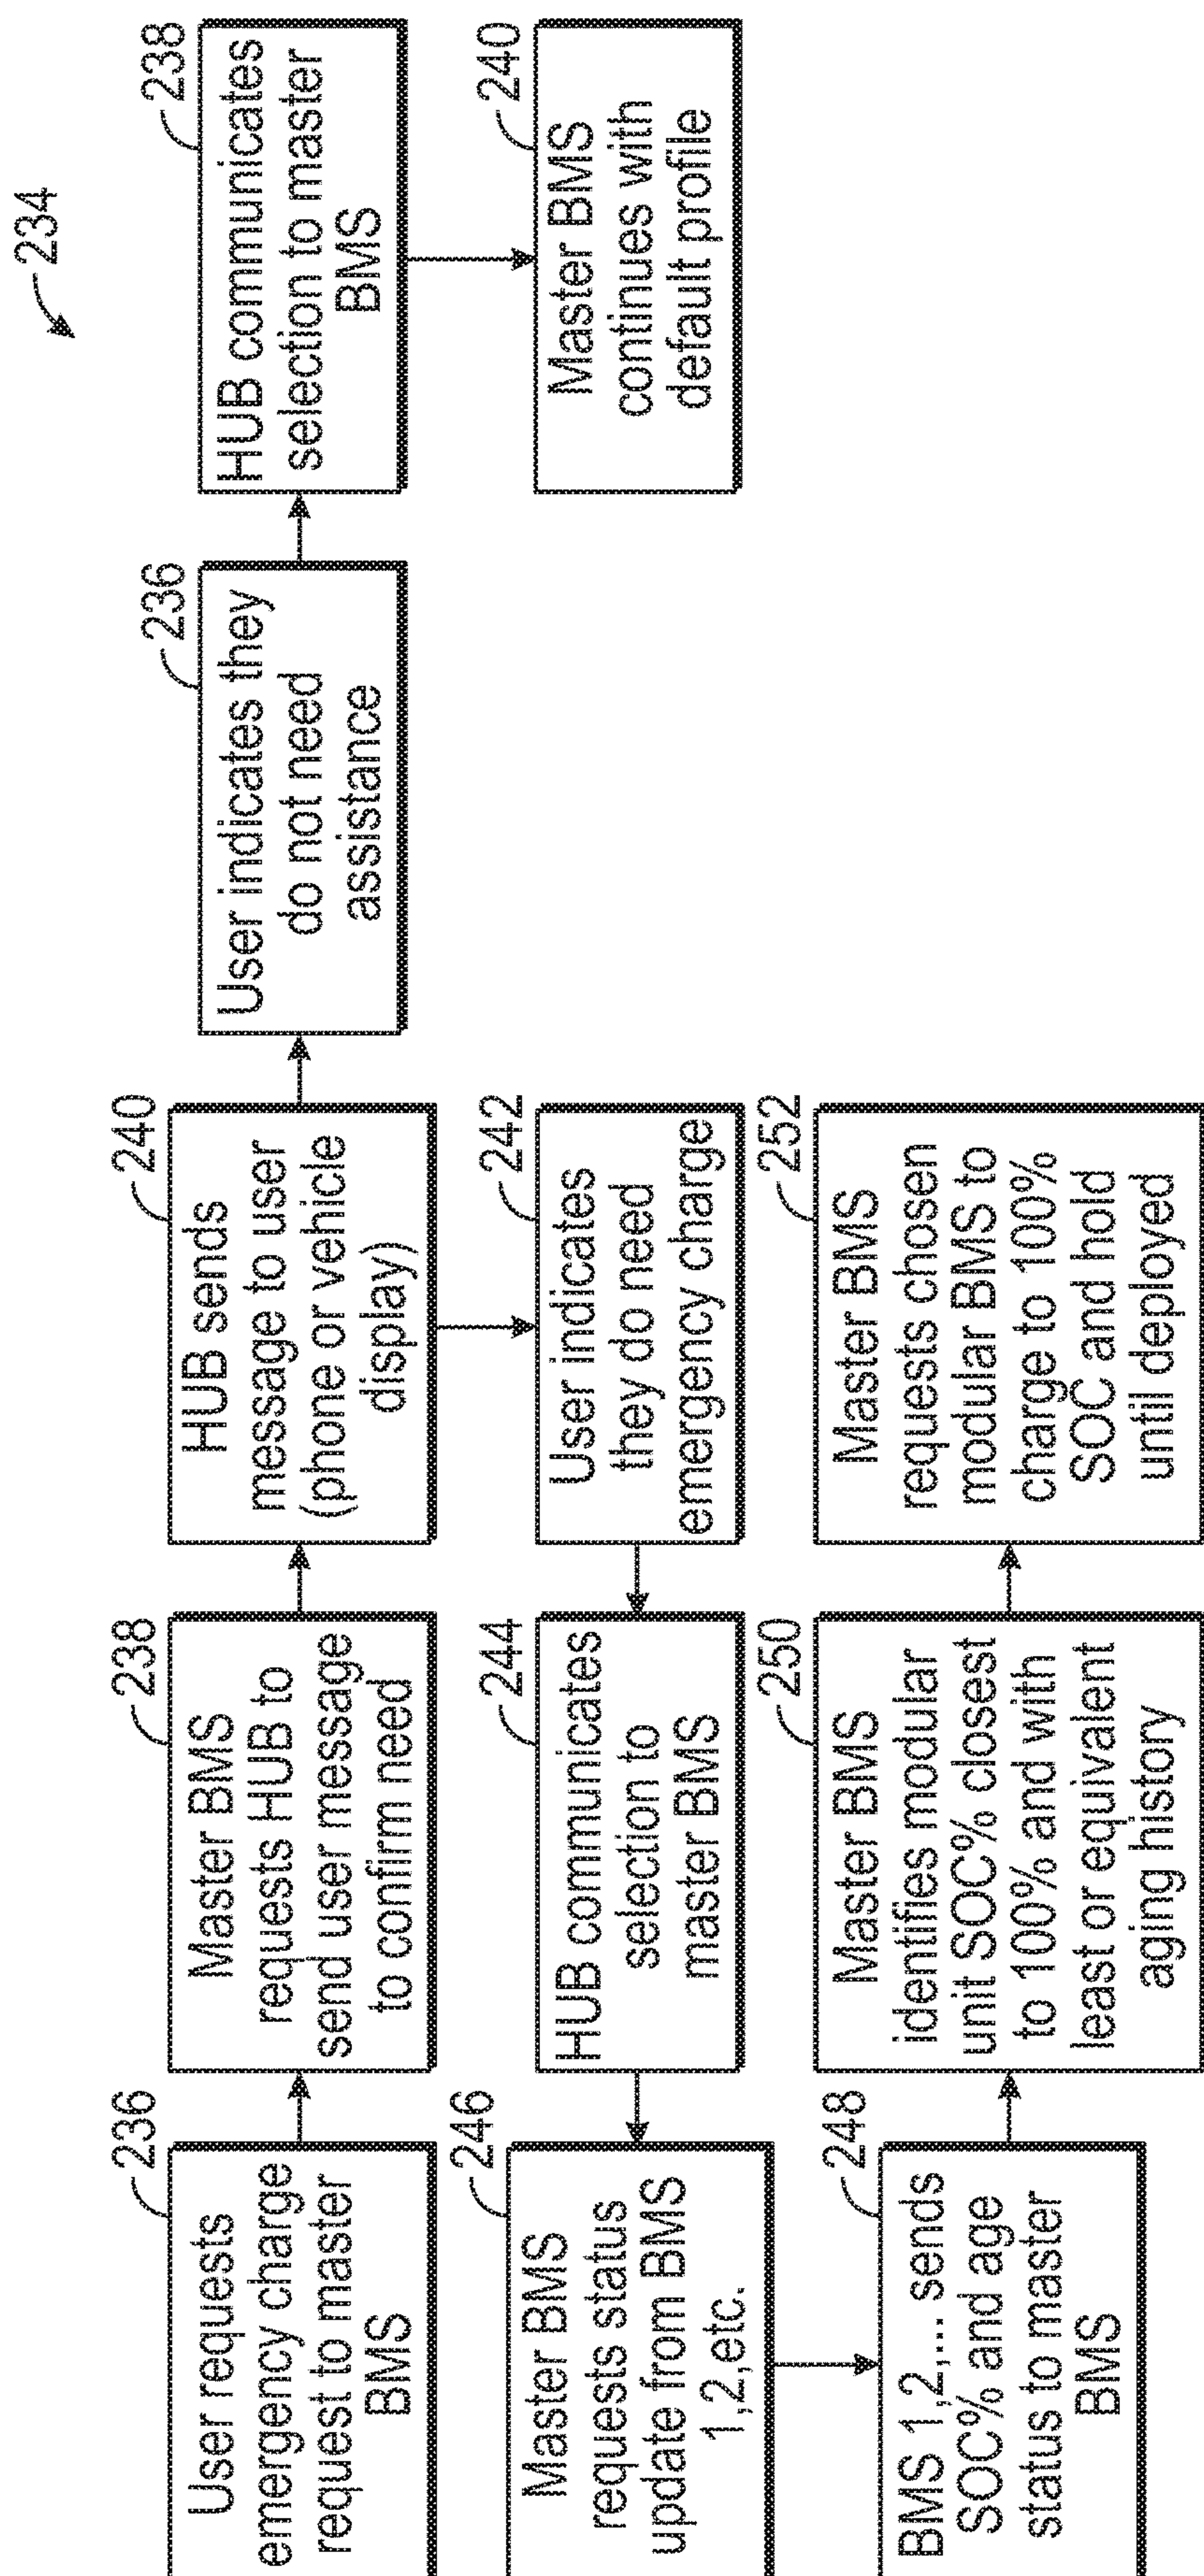 234
236
User requests
emergency charge
request to master
BMS
238
Master BMS
requests HUB to
send user message
to confirm need
240
HUB sends
message to user
(phone or vehicle
display)
236
User indicates they
do not need
assistance
238
HUB communicates
selection to master
BMS
240
Master BMS
continues with
default profile
242
User indicates
they do need
emergency charge
244
HUB communicates
selection to
master BMS
246
Master BMS
requests status
update from BMS
1,2,etc.
248
BMS 1,2,... sends
SOC% and age
status to master
BMS
250
Master BMS
identifies modular
unit SOC% closest
to 100% and with
least or equivalent
aging history
252
Master BMS
requests chosen
modular BMS to
charge to 100%
SOC and hold
until deployed